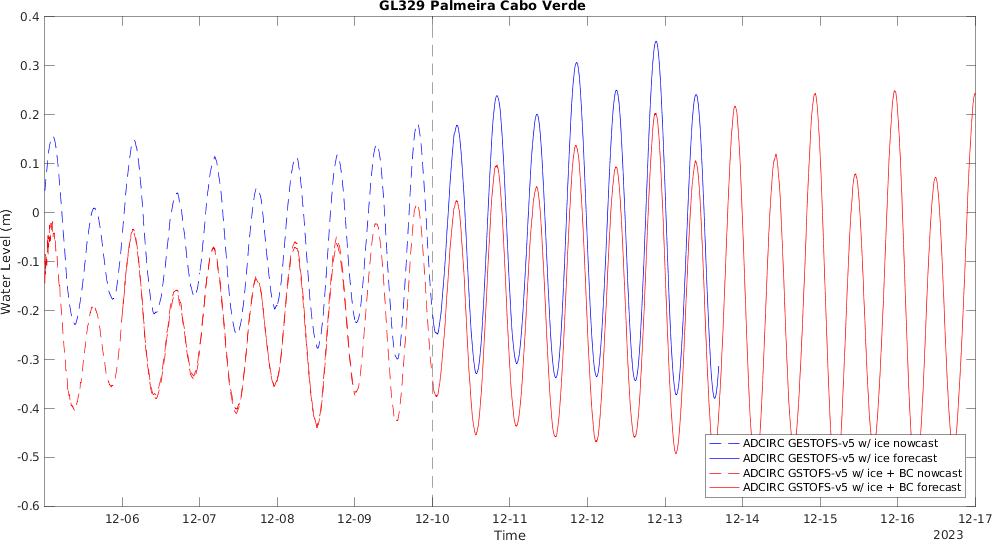 GL329 Palmeira Cabo Verde
0.4
0.3
0.2
0.1
0
-0.1
-0.2
-0.3
-0.4
-0.5
-0.6
Water Level (m)
ADCIRC GESTOFS-v5 w/ ice nowcast
ADCIRC GESTOFS-v5 w/ ice forecast
ADCIRC GSTOFS-v5 w/ ice + BC nowcast
ADCIRC GSTOFS-v5 w/ ice + BC forecast
12-06 12-07 12-08 12-09 12-10 12-11 12-12 12-13 12-14 12-15 12-16 12-17
Time
2023